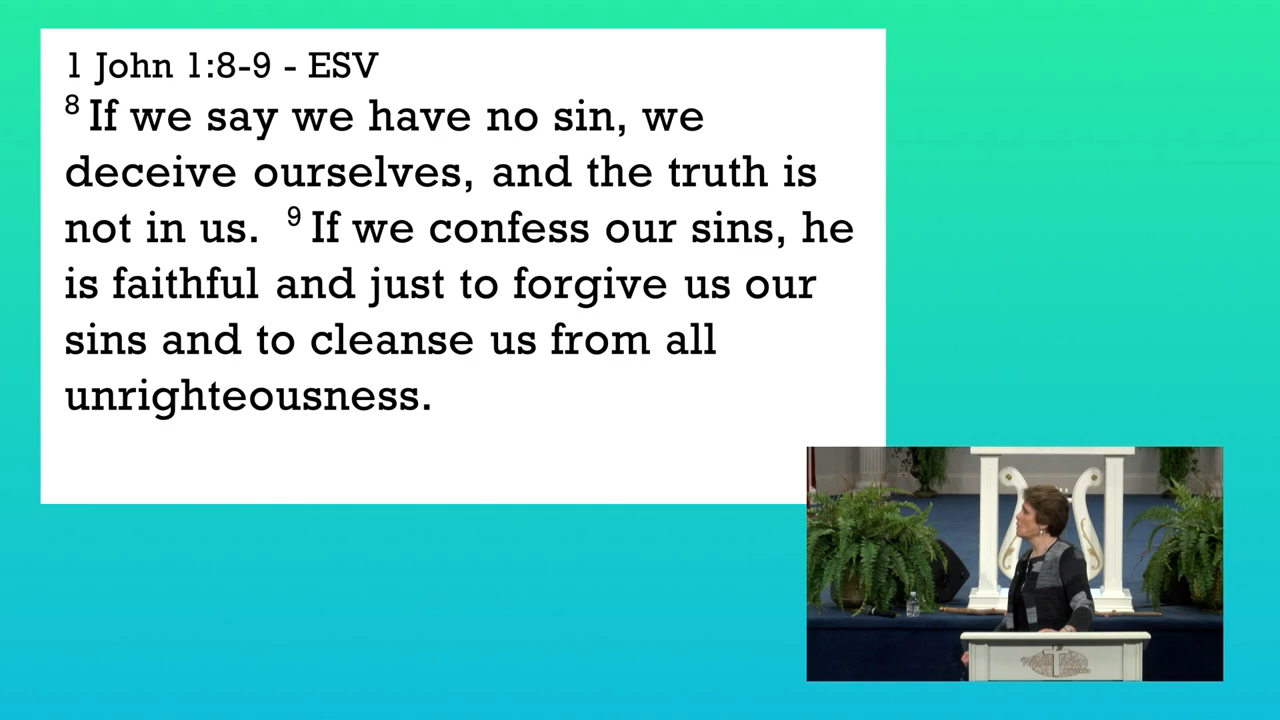 1 John 1:8-9 - ESV
8 If we say we have no sin, we
deceive ourselves, and the truth is
not in us. 9 If we confess our sins, he
is faithful and just to forgive us our
sins and to cleanse us from all
unrighteousness.